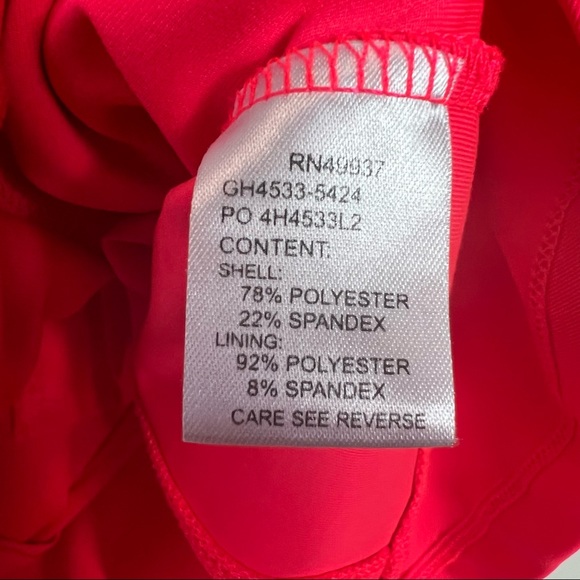 RN49937
GH4533-5424
PO 4H4533L2
CONTENT:
SHELL:
78% POLYESTER
22% SPANDEX
LINING:
92% POLYESTER
8% SPANDEX
CARE SEE REVERSE